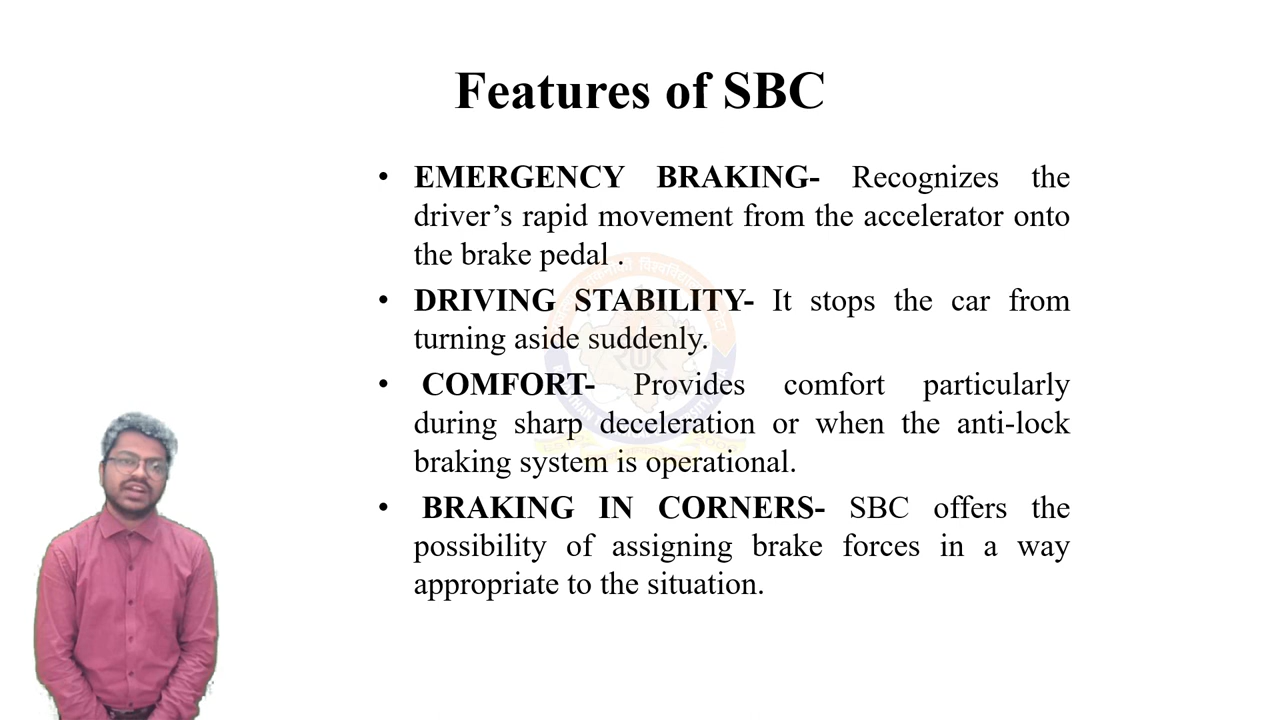 Features of SBC
• EMERGENCY BRAKING- Recognizes the
driver’s rapid movement from the accelerator onto
the brake pedal .
• DRIVING STABILITY- It stops the car from
turning aside suddenly.
• COMFORT- Provides comfort particularly
during sharp deceleration or when the anti-lock
braking system is operational.
• BRAKING IN CORNERS- SBC offers the
possibility of assigning brake forces in a way
appropriate to the situation.